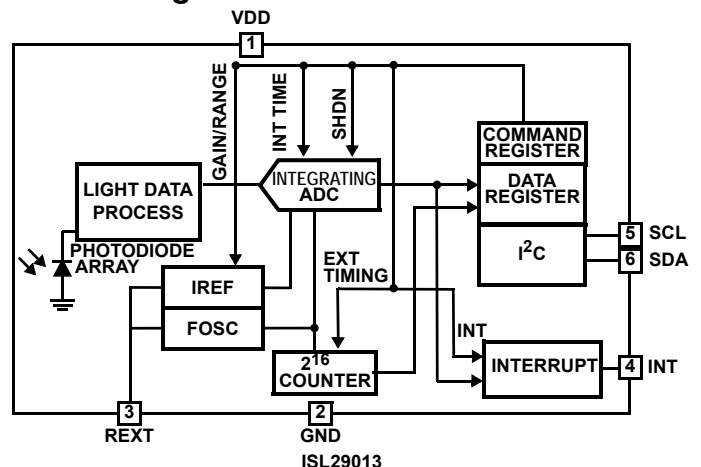 VDD
1
GAIN/RANGE
INT TIME
SHDN
COMMAND
REGISTER
INTEGRATING
ADC
DATA
REGISTER
LIGHT DATA
PROCESS
I²C
5
SCL
6
SDA
PHOTODIODE
ARRAY
EXT
TIMING
IREF
FOSC
INT
INTERRUPT
4
INT
2¹⁶
COUNTER
3
REXT
2
GND
ISL29013